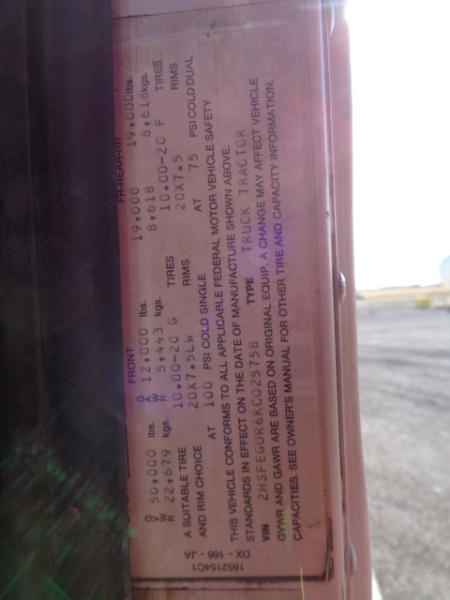 FRONT
G V W R 50,000 lbs. G A W R 12,000 lbs. 19,000 19,000 lbs.
22,679 kgs. 5,443 kgs. 8,618 8,618 kgs.
A SUITABLE TIRE 10.00-20 G TIRES 10.00-20 F TIRES
AND RIM CHOICE 20X7.5LW RIMS 20X7.5 RIMS
AT 100 PSI COLD SINGLE AT 75 PSI COLD DUAL
THIS VEHICLE CONFORMS TO ALL APPLICABLE FEDERAL MOTOR VEHICLE SAFETY
STANDARDS IN EFFECT ON THE DATE OF MANUFACTURE SHOWN ABOVE.
VIN 2HSFEGUR6KC025758 TYPE TRUCK TRACTOR
GVWR AND GAWR ARE BASED ON ORIGINAL EQUIP. A CHANGE MAY AFFECT VEHICLE
CAPACITIES. SEE OWNER'S MANUAL FOR OTHER TIRE AND CAPACITY INFORMATION.
1652154C1
DX - 166 - JA